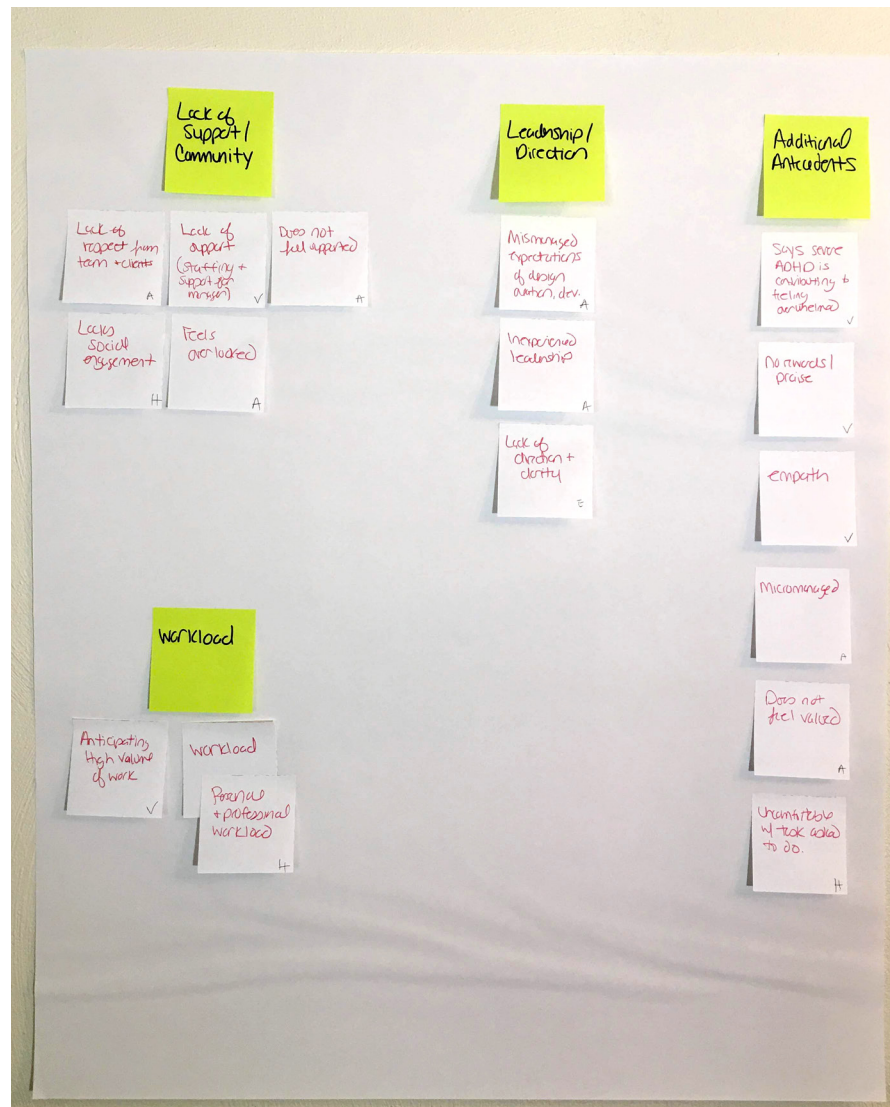 Lack of
Support/
Community
Lack of
respect from
team + clients
A
Lack of
support
(staffing +
support from
manager)
V
Does not
feel supported
A
Lacks
social
engagement
H
Feels
overlooked
A
Workload
Anticipating
High Volume
of work
V
Workload
Personal
+ professional
workload
H
Leadership/
Direction
Mismanaged
expectations
of design
, dev.
A
Inexperienced
leadership
A
Lack of
direction +
clarity
E
Additional
Antecedents
Says severe
ADHD is
contributing to
feeling
overwhelmed
V
No rewards/
praise
V
empath
V
Micromanaged
A
Does not
feel valued
A
Uncomfortable
w/ task asked
to do.
H